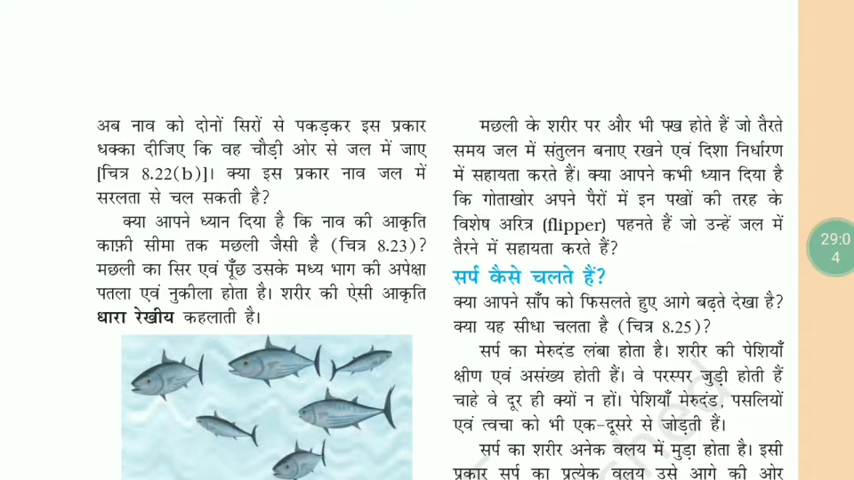 अब नाव को दोनों सिरों से पकड़कर इस प्रकार
धक्का दीजिए कि वह चौड़ी ओर से जल में जाए
[चित्र 8.22(b)]। क्या इस प्रकार नाव जल में
सरलता से चल सकती है?
क्या आपने ध्यान दिया है कि नाव की आकृति
काफ़ी सीमा तक मछली जैसी है (चित्र 8.23)?
मछली का सिर एवं पूँछ उसके मध्य भाग की अपेक्षा
पतला एवं नुकीला होता है। शरीर की ऐसी आकृति
धारा रेखीय कहलाती है।
मछली के शरीर पर और भी पख होते हैं जो तैरते
समय जल में संतुलन बनाए रखने एवं दिशा निर्धारण
में सहायता करते हैं। क्या आपने कभी ध्यान दिया है
कि गोताखोर अपने पैरों में इन पखों की तरह के
विशेष अरित्र (flipper) पहनते हैं जो उन्हें जल में
तैरने में सहायता करते हैं?
सर्प कैसे चलते हैं?
क्या आपने साँप को फिसलते हुए आगे बढ़ते देखा है?
क्या यह सीधा चलता है (चित्र 8.25)?
सर्प का मेरुदंड लंबा होता है। शरीर की पेशियाँ
क्षीण एवं असंख्य होती हैं। वे परस्पर जुड़ी होती हैं
चाहे वे दूर ही क्यों न हों। पेशियाँ मेरुदंड, पसलियों
एवं त्वचा को भी एक-दूसरे से जोड़ती हैं।
सर्प का शरीर अनेक वलय में मुड़ा होता है। इसी
प्रकार सर्प का प्रत्येक वलय उसे आगे की ओर
29:0
4